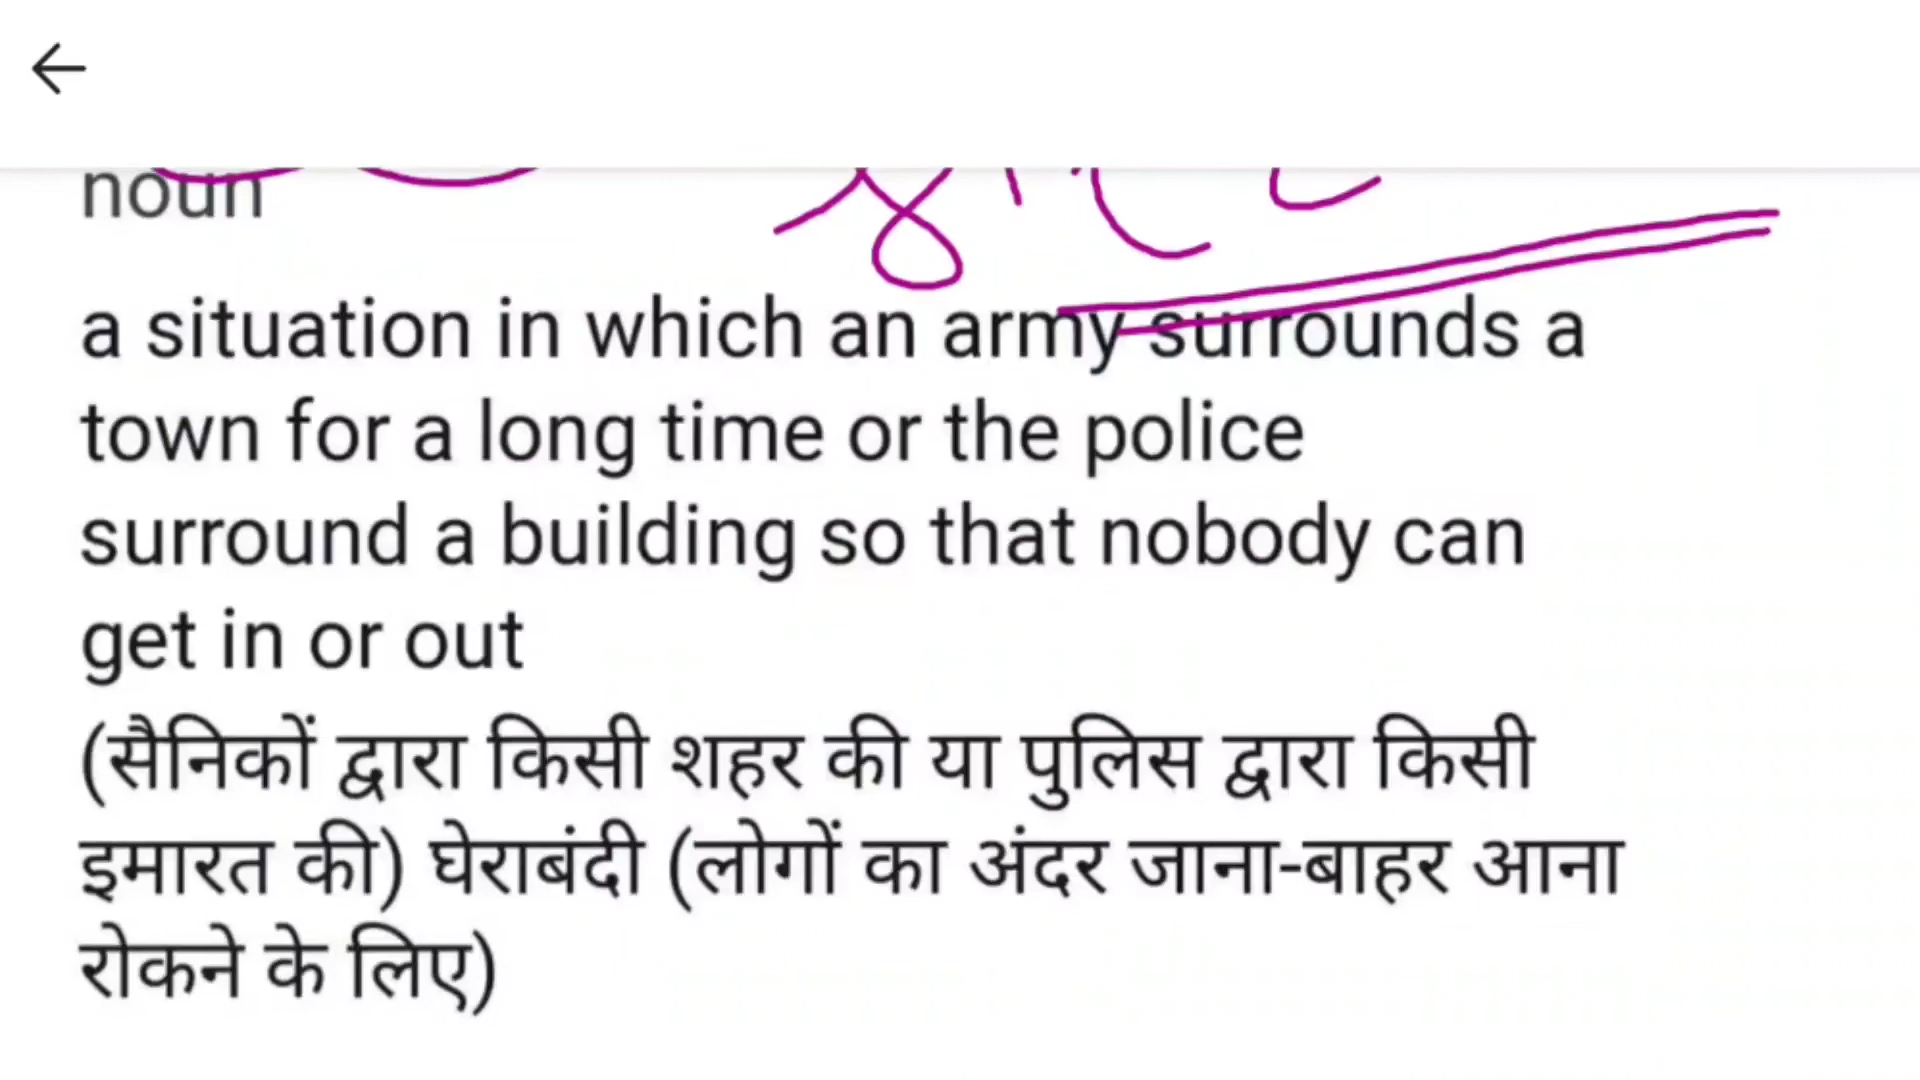 noun
a situation in which an army surrounds a
town for a long time or the police
surround a building so that nobody can
get in or out
(सैनिकों द्वारा किसी शहर की या पुलिस द्वारा किसी
इमारत की) घेराबंदी (लोगों का अंदर जाना-बाहर आना
रोकने के लिए)